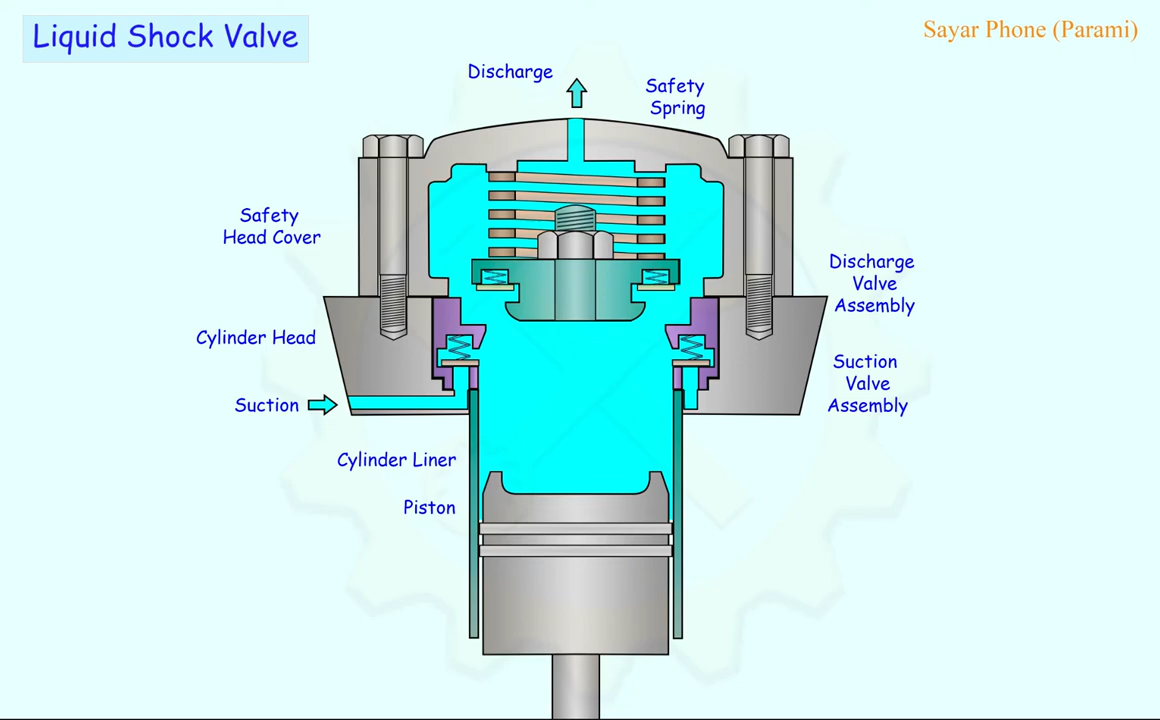 Liquid Shock Valve
Sayar Phone (Parami)
Discharge
Safety
Spring
Safety
Head Cover
Discharge
Valve
Assembly
Cylinder Head
Suction
Valve
Assembly
Suction
Cylinder Liner
Piston